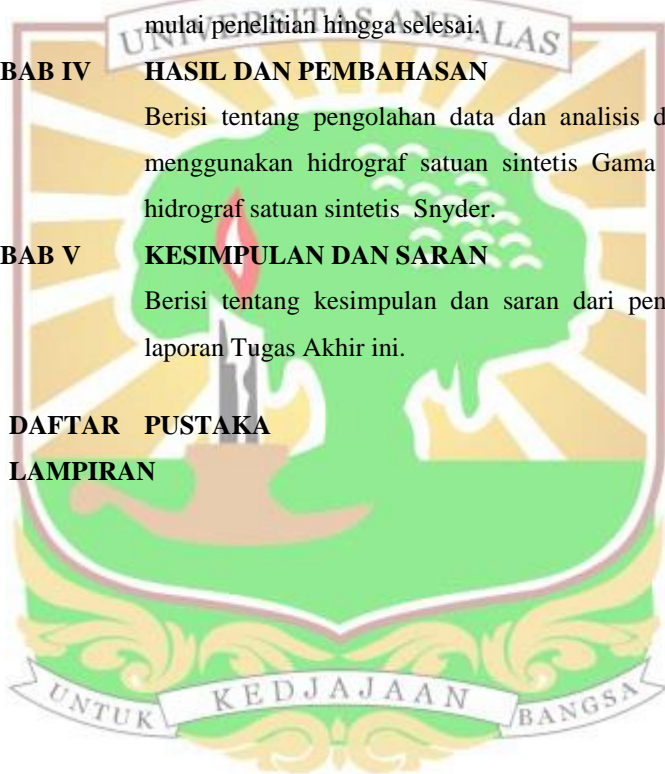 mulai penelitian hingga selesai.
UNIVERSITAS ANDALAS
BAB IV HASIL DAN PEMBAHASAN
Berisi tentang pengolahan data dan analisis d
menggunakan hidrograf satuan sintetis Gama
hidrograf satuan sintetis Snyder.
BAB V KESIMPULAN DAN SARAN
Berisi tentang kesimpulan dan saran dari pen
laporan Tugas Akhir ini.
DAFTAR PUSTAKA
LAMPIRAN
UNTUK KEDJAJAAN BANGSA